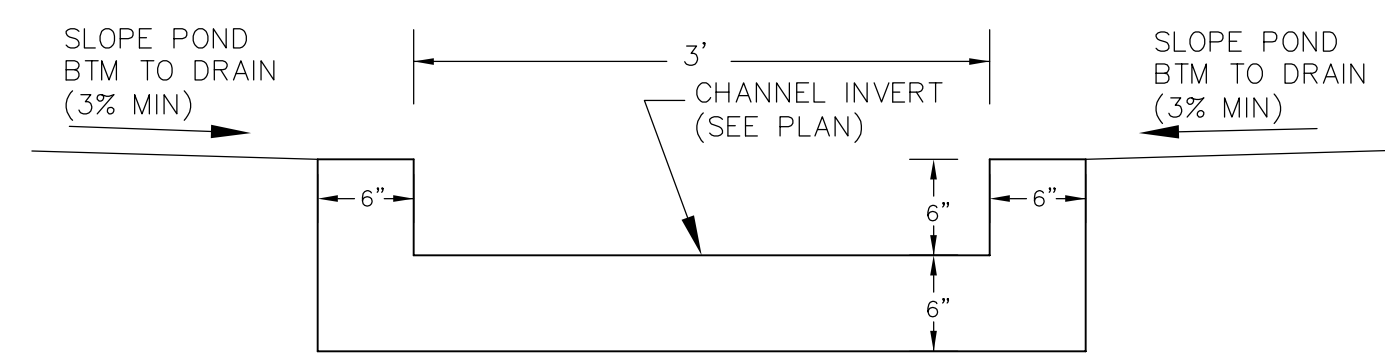 SLOPE POND
BTM TO DRAIN
(3% MIN)
3'
CHANNEL INVERT
(SEE PLAN)
SLOPE POND
BTM TO DRAIN
(3% MIN)
6"
6"
6"
6"